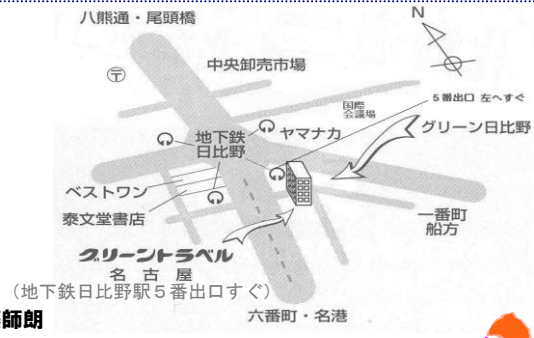 八熊通・尾頭橋
N
〒
中央卸売市場
5番出口 左へすぐ
国際
会議場
ヤマナカ
グリーン日比野
地下鉄
日比野
ベストワン
泰文堂書店
一番町
船方
グリーントラベル
名古屋
(地下鉄日比野駅5番出口すぐ)
師朗
六番町・名港